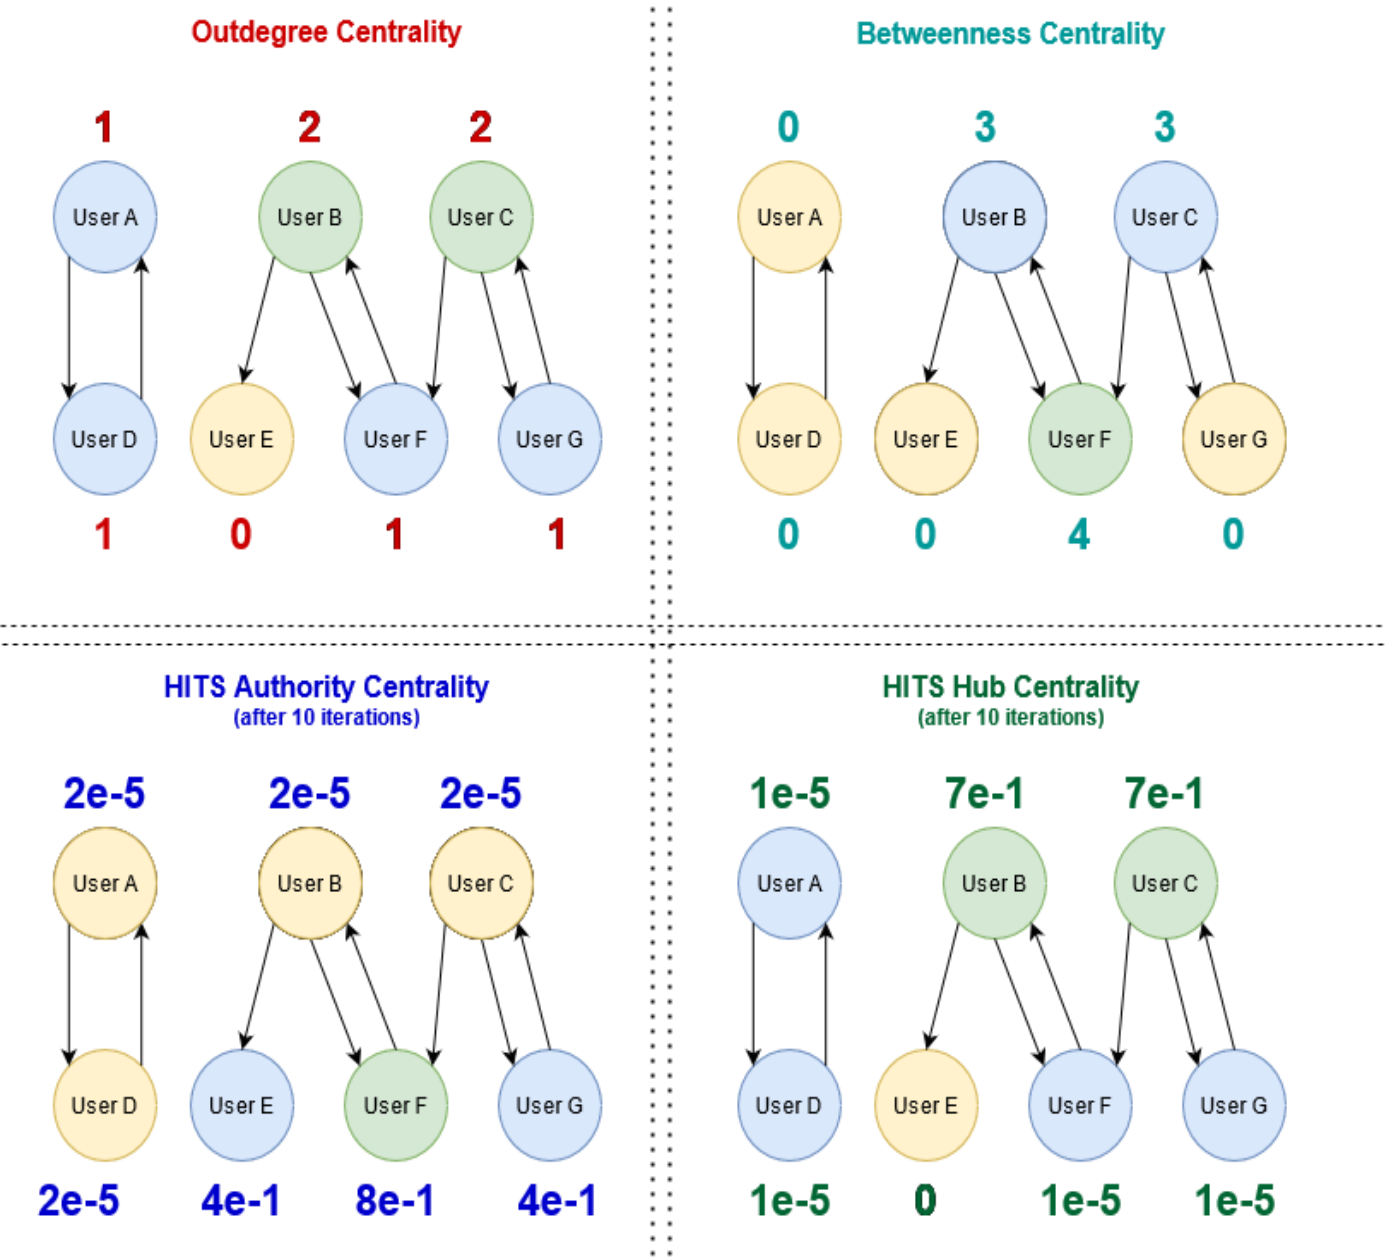 Outdegree Centrality
1 2 2
User A User B User C
User D User E User F User G
1 0 1 1
Betweenness Centrality
0 3 3
User A User B User C
User D User E User F User G
0 0 4 0
HITS Authority Centrality
(after 10 iterations)
2e-5 2e-5 2e-5
User A User B User C
User D User E User F User G
2e-5 4e-1 8e-1 4e-1
HITS Hub Centrality
(after 10 iterations)
1e-5 7e-1 7e-1
User A User B User C
User D User E User F User G
1e-5 0 1e-5 1e-5